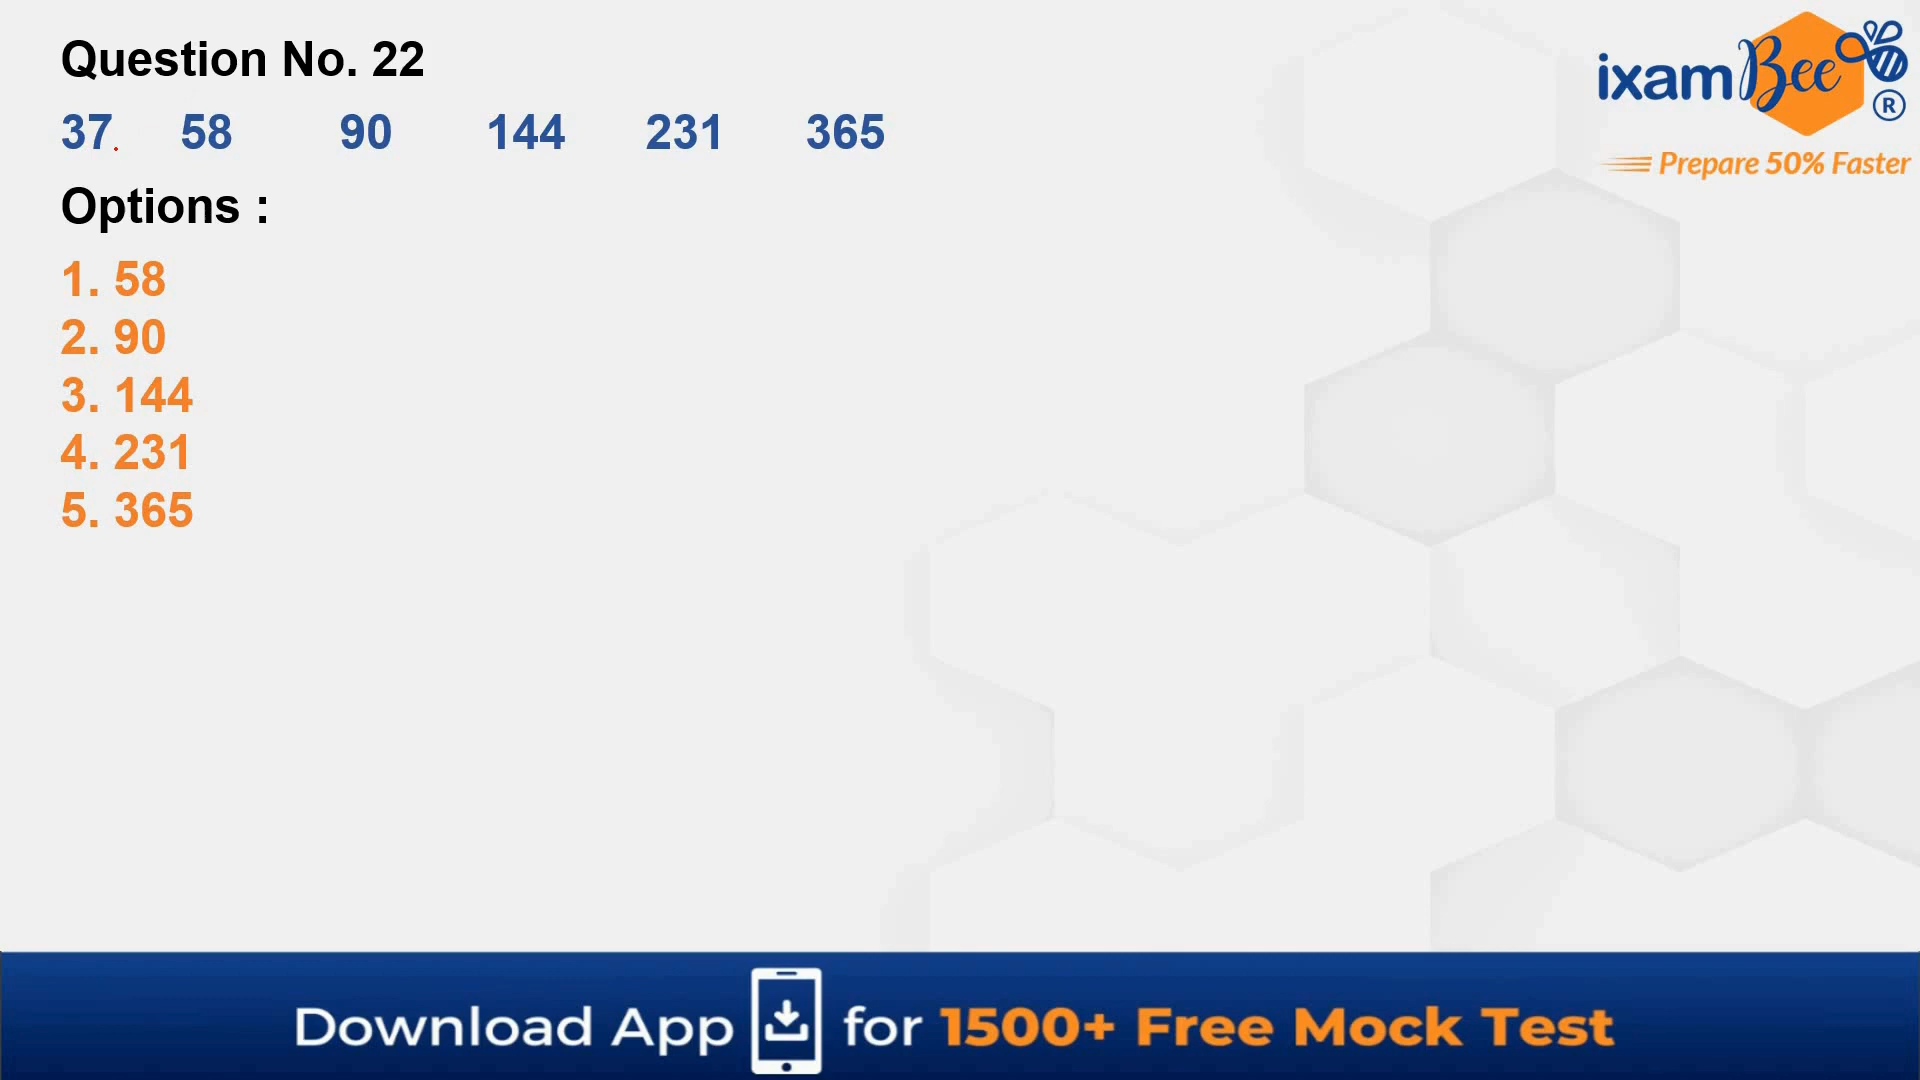 Question No. 22
ixamBee®
37 58 90 144 231 365
Prepare 50% Faster
Options :
1. 58
2. 90
3. 144
4. 231
5. 365
Download App for 1500+ Free Mock Test